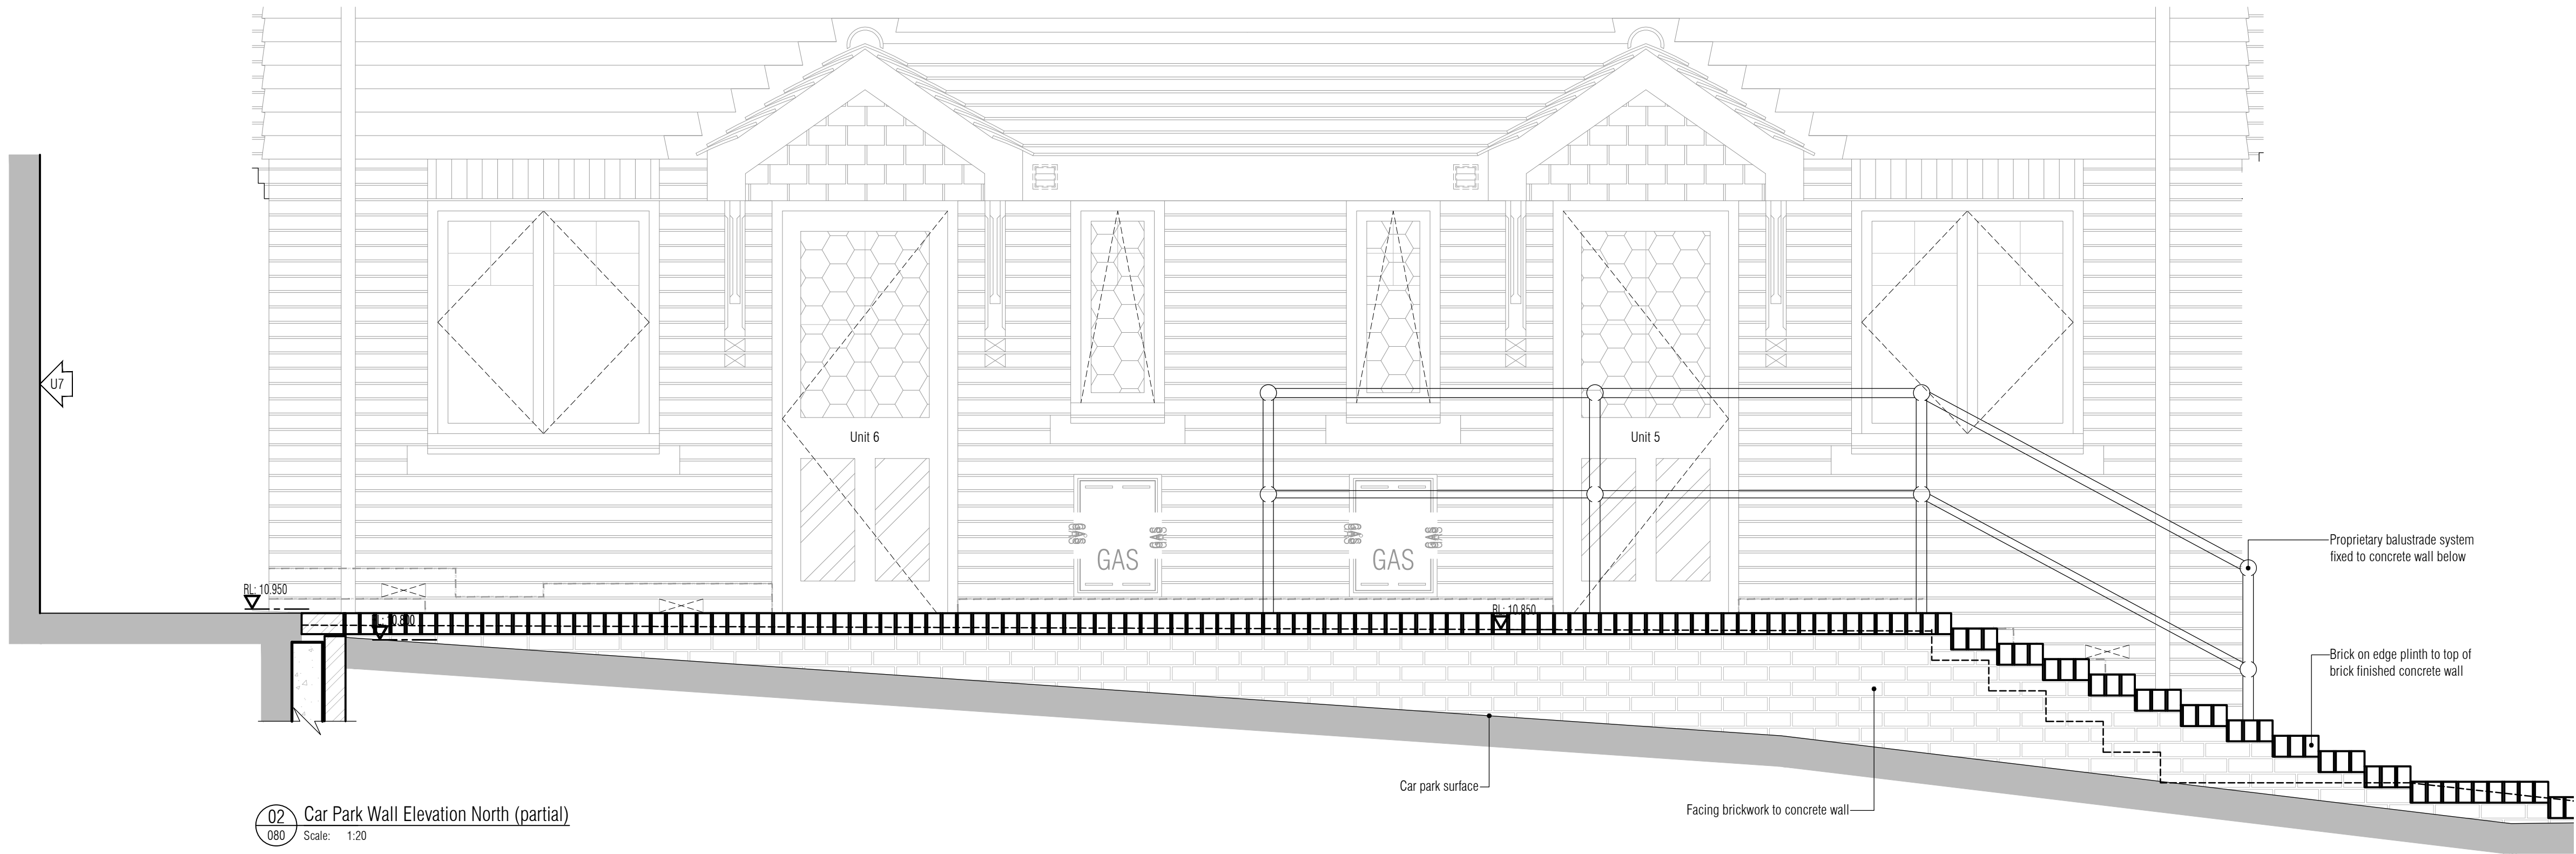 U7
Unit 6
Unit 5
GAS
GAS
GAS
GAS
GAS
GAS
Proprietary balustrade system
fixed to concrete wall below
RL: 10.950
RL: 10.800
RL: 10.850
Brick on edge plinth to top of
brick finished concrete wall
Car park surface
Facing brickwork to concrete wall
02
080
Car Park Wall Elevation North (partial)
Scale: 1:20